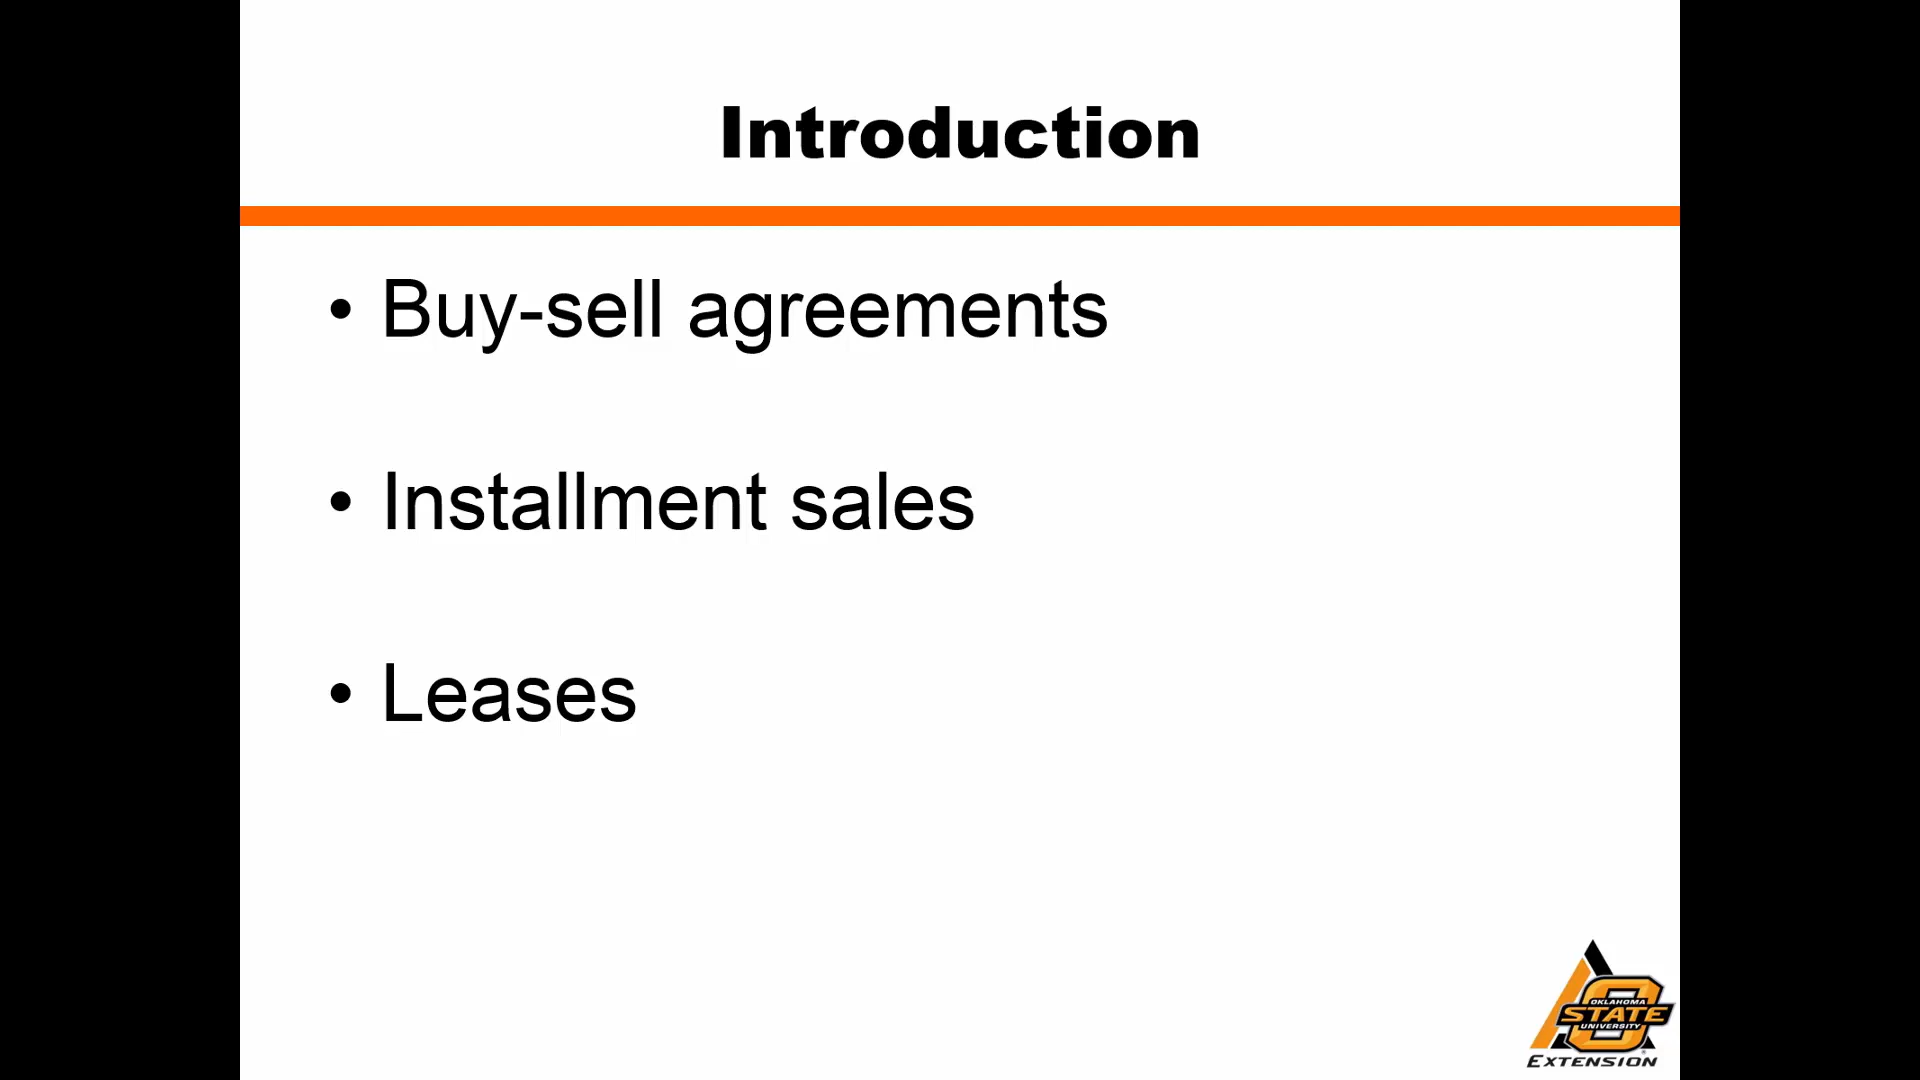 Introduction
• Buy-sell agreements
• Installment sales
• Leases
OKLAHOMA
STATE
UNIVERSITY
EXTENSION